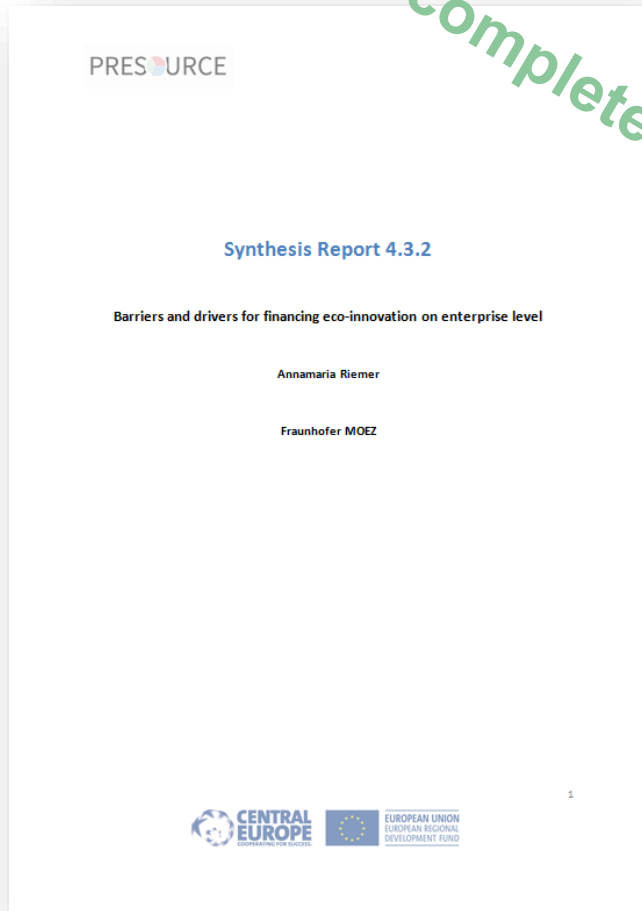 PRESOURCE
complete
Synthesis Report 4.3.2
Barriers and drivers for financing eco-innovation on enterprise level
Annamaria Riemer
Fraunhofer MOEZ
1
CENTRAL
EUROPE
COOPERATING FOR SUCCESS.
EUROPEAN UNION
EUROPEAN REGIONAL
DEVELOPMENT FUND